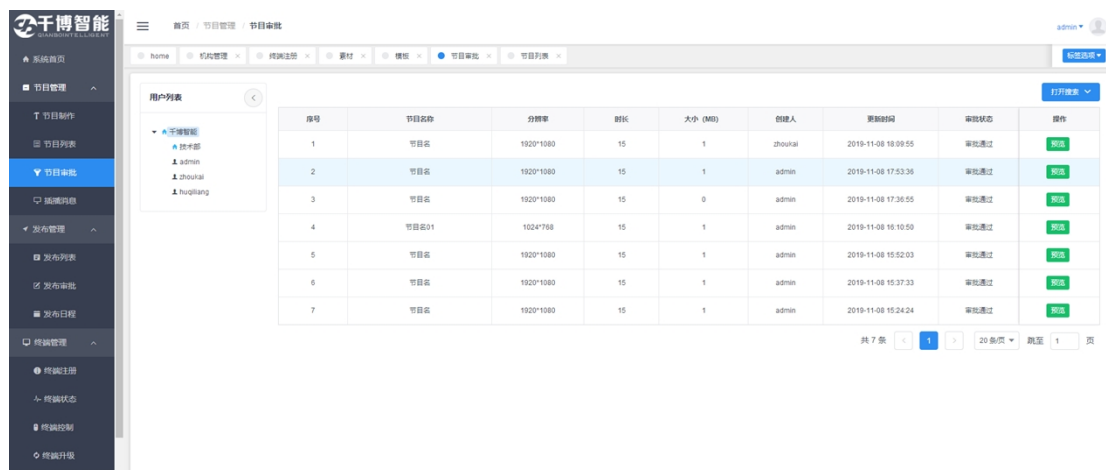 千博智能
QIANBOINTELLIGENT
首页 / 节目管理 / 节目审批
admin
home 机构管理 × 终端注册 × 素材 × 模板 × 节目审批 × 节目列表 ×
标签选项
系统首页
节目管理
节目制作
节目列表
节目审批
插播消息
发布管理
发布列表
发布审批
发布日程
终端管理
终端注册
终端状态
终端控制
终端升级
用户列表
千博智能
技术部
admin
zhoukai
huqiliang
打开搜索
序号 节目名称 分辨率 时长 大小 (MB) 创建人 更新时间 审批状态 操作
1 节目名 1920*1080 15 1 zhoukai 2019-11-08 18:09:55 审批通过 预览
2 节目名 1920*1080 15 1 admin 2019-11-08 17:53:36 审批通过 预览
3 节目名 1920*1080 15 0 admin 2019-11-08 17:36:55 审批通过 预览
4 节目名01 1024*768 15 1 admin 2019-11-08 16:10:50 审批通过 预览
5 节目名 1920*1080 15 1 admin 2019-11-08 15:52:03 审批通过 预览
6 节目名 1920*1080 15 1 admin 2019-11-08 15:37:33 审批通过 预览
7 节目名 1920*1080 15 1 admin 2019-11-08 15:24:24 审批通过 预览
共 7 条 < 1 > 20 条/页 跳至 1 页